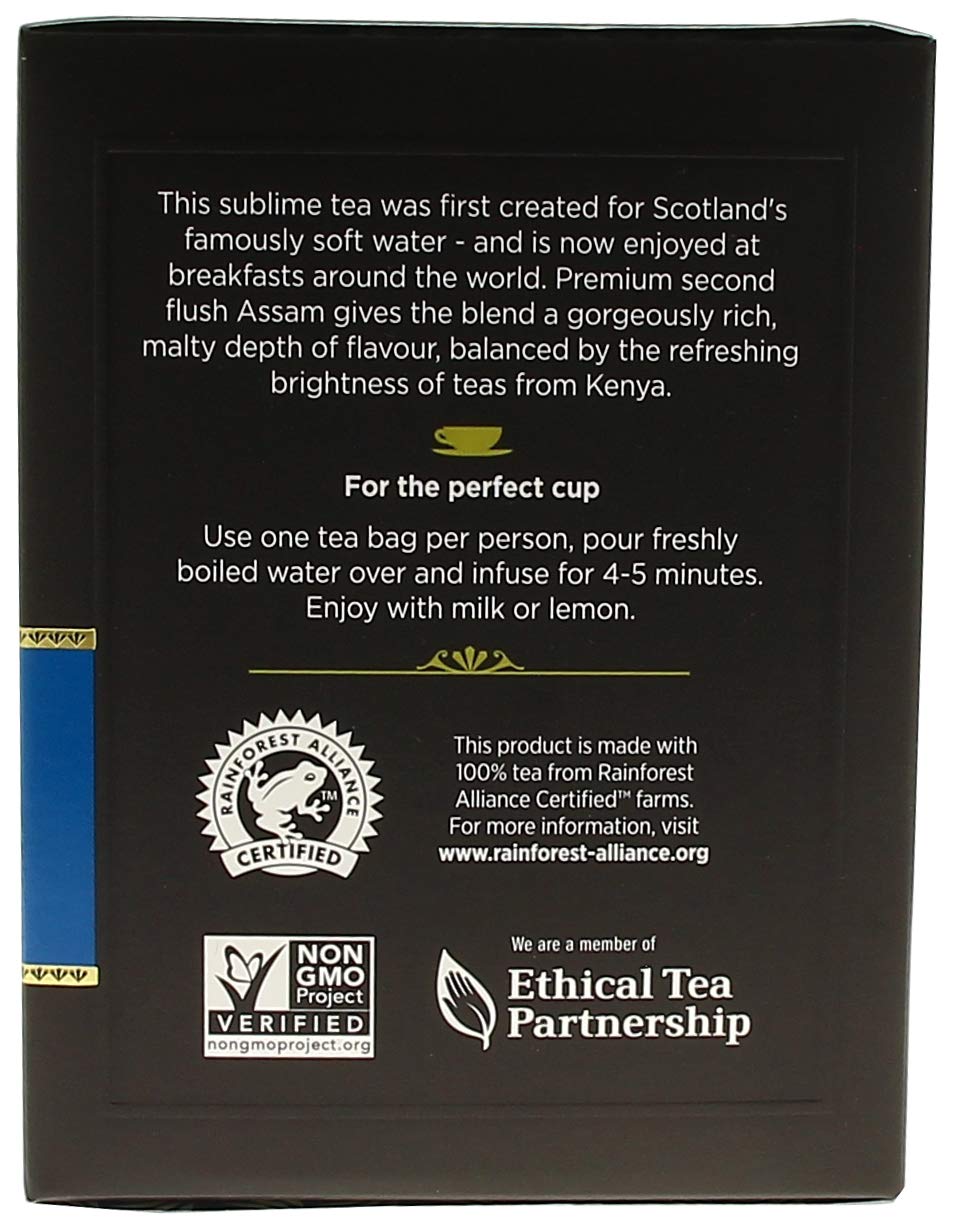 This sublime tea was first created for Scotland's
famously soft water - and is now enjoyed at
breakfasts around the world. Premium second
flush Assam gives the blend a gorgeously rich,
malty depth of flavour, balanced by the refreshing
brightness of teas from Kenya.
For the perfect cup
Use one tea bag per person, pour freshly
boiled water over and infuse for 4-5 minutes.
Enjoy with milk or lemon.
RAINFOREST ALLIANCE
TM
CERTIFIED
This product is made with
100% tea from Rainforest
Alliance Certified™ farms.
For more information, visit
www.rainforest-alliance.org
NON
GMO
Project
VERIFIED
nongmoproject.org
We are a member of
Ethical Tea
Partnership